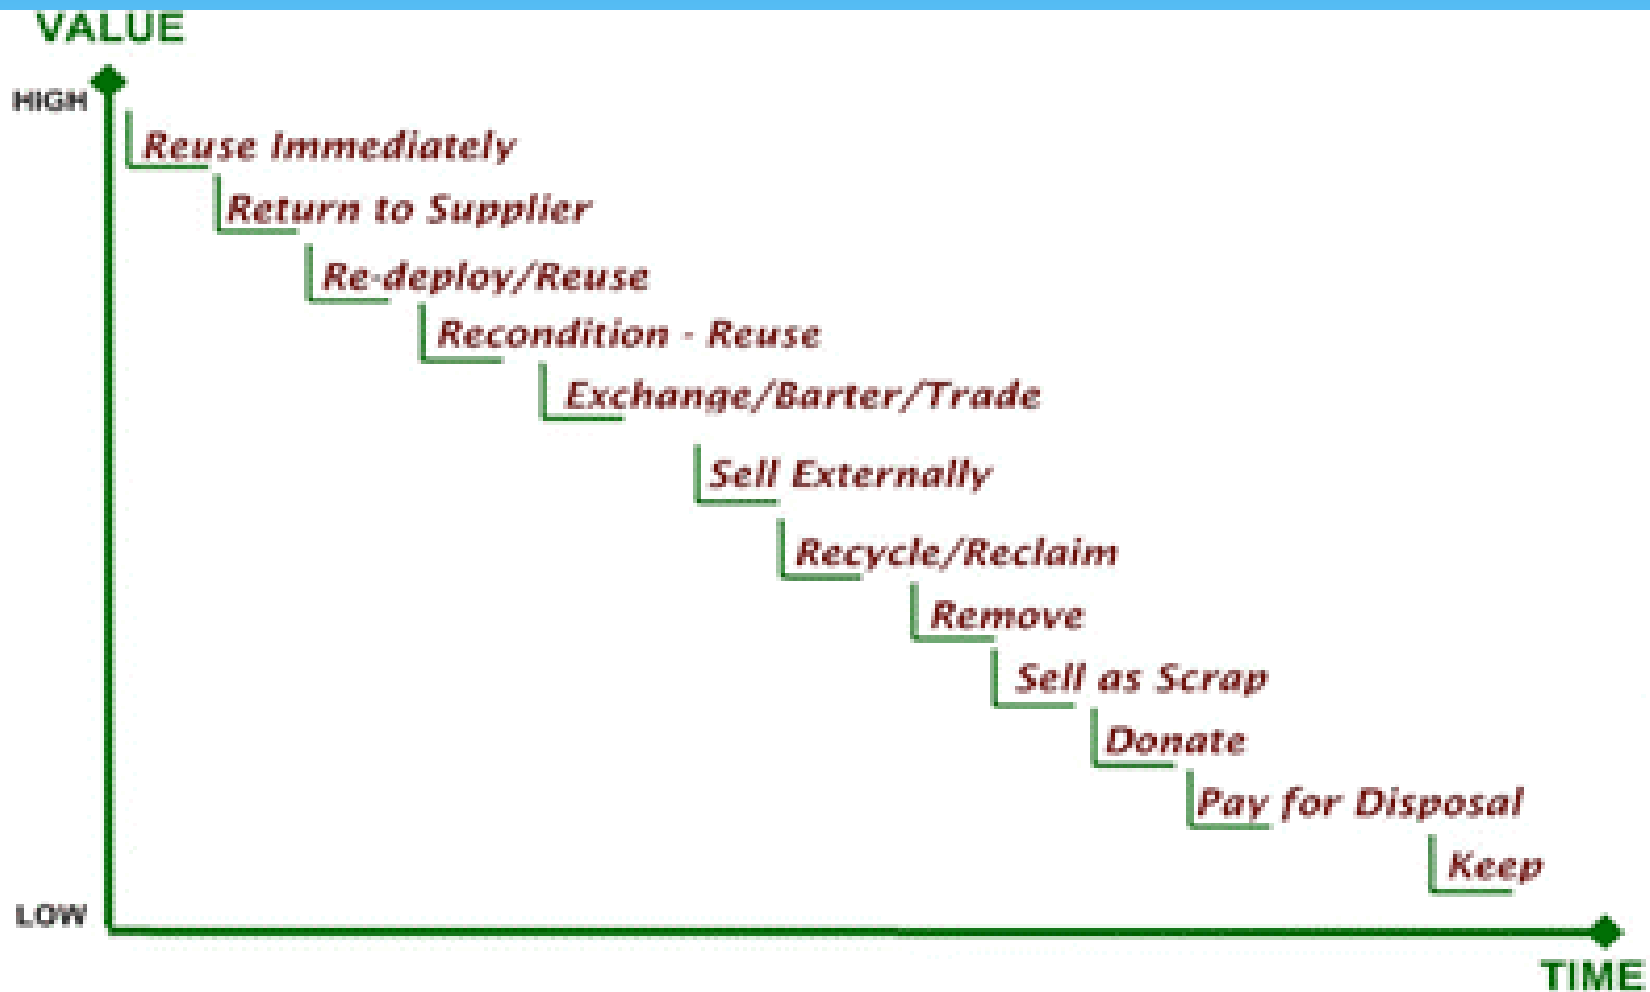 VALUE
HIGH
Reuse Immediately
Return to Supplier
Re-deploy/Reuse
Recondition - Reuse
Exchange/Barter/Trade
Sell Externally
Recycle/Reclaim
Remove
Sell as Scrap
Donate
Pay for Disposal
Keep
LOW
TIME